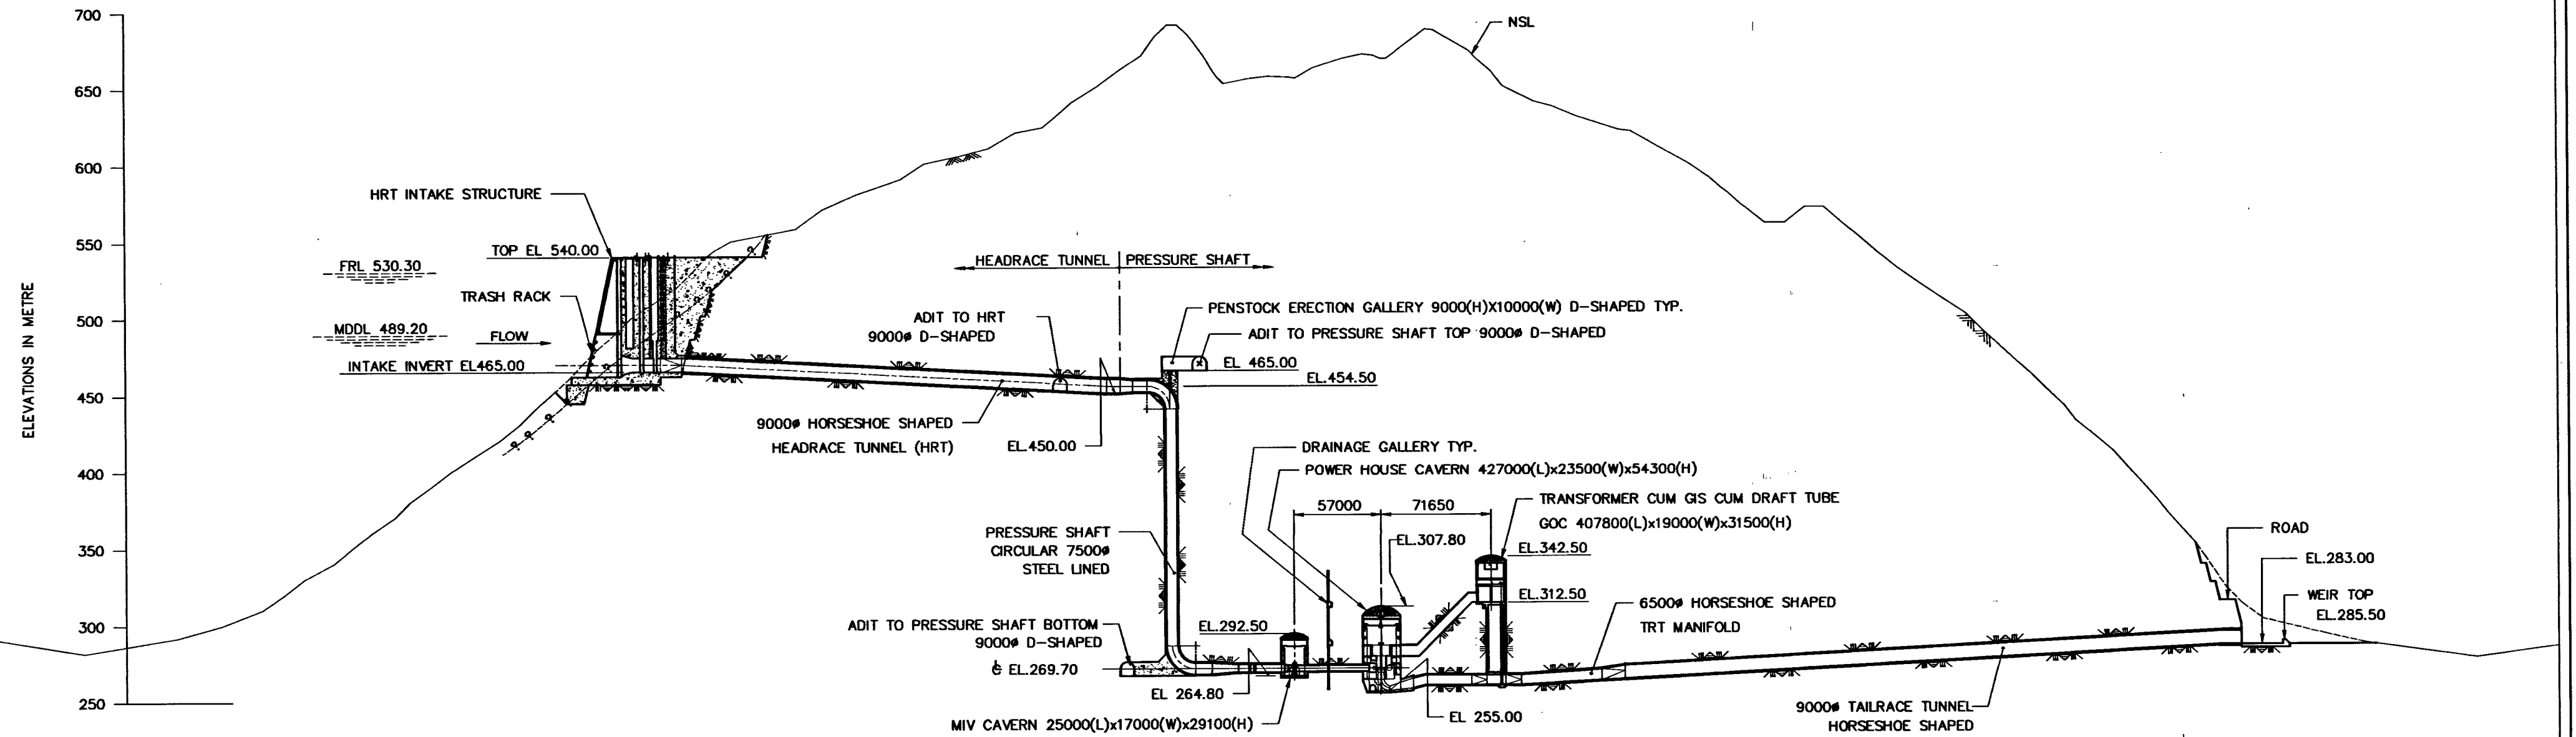 700
650
600
550
500
450
400
350
300
250
ELEVATIONS IN METRE
NSL
HRT INTAKE STRUCTURE
TOP EL 540.00
FRL 530.30
TRASH RACK
MDDL 489.20
FLOW
INTAKE INVERT EL465.00
HEADRACE TUNNEL
PRESSURE SHAFT
ADIT TO HRT
9000ø D-SHAPED
PENSTOCK ERECTION GALLERY 9000(H)X10000(W) D-SHAPED TYP.
ADIT TO PRESSURE SHAFT TOP 9000ø D-SHAPED
EL 465.00
EL.454.50
9000ø HORSESHOE SHAPED
HEADRACE TUNNEL (HRT)
EL.450.00
DRAINAGE GALLERY TYP.
POWER HOUSE CAVERN 427000(L)x23500(W)x54300(H)
57000
71650
TRANSFORMER CUM GIS CUM DRAFT TUBE
GOC 407800(L)x19000(W)x31500(H)
PRESSURE SHAFT
CIRCULAR 7500ø
STEEL LINED
EL.307.80
EL.342.50
EL.312.50
ROAD
EL.283.00
WEIR TOP
EL.285.50
6500ø HORSESHOE SHAPED
TRT MANIFOLD
ADIT TO PRESSURE SHAFT BOTTOM
9000ø D-SHAPED
EL.292.50
℄ EL.269.70
EL 264.80
EL 255.00
MIV CAVERN 25000(L)x17000(W)x29100(H)
9000ø TAILRACE TUNNEL
HORSESHOE SHAPED